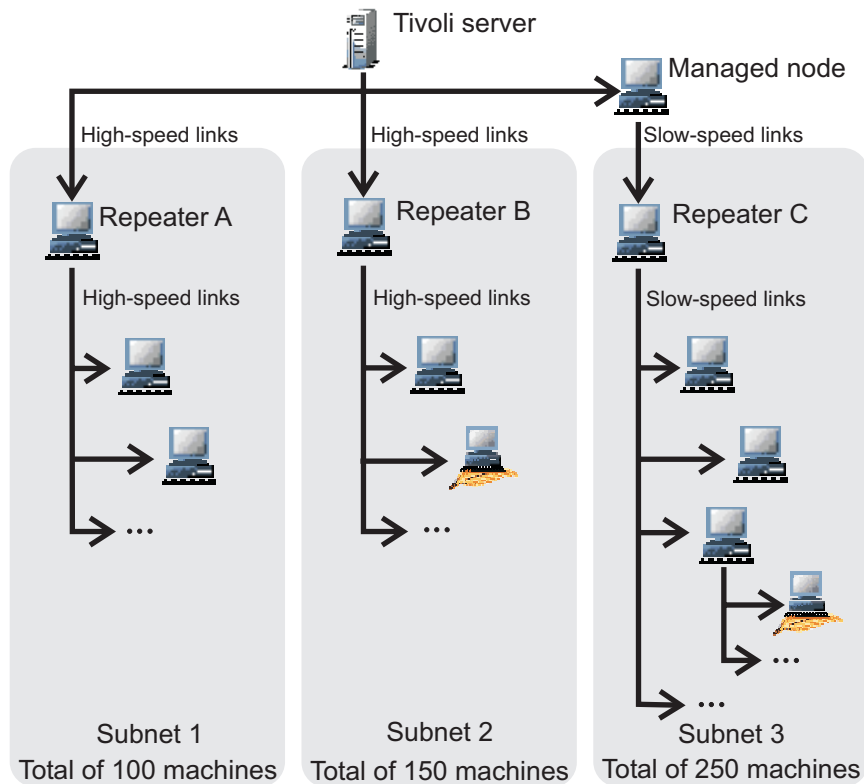 Tivoli server
Managed node
High-speed links
High-speed links
Slow-speed links
Repeater A
Repeater B
Repeater C
High-speed links
High-speed links
Slow-speed links
...
...
...
...
Subnet 1
Total of 100 machines
Subnet 2
Total of 150 machines
Subnet 3
Total of 250 machines